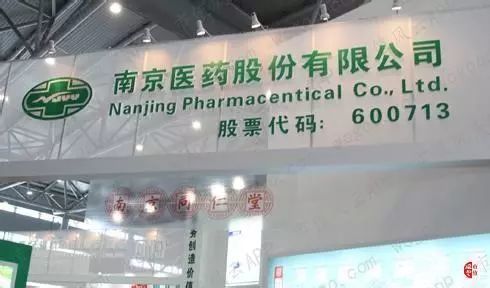 南京医药股份有限公司
Nanjing Pharmacentical Co., Ltd.
股票代码: 600713
南京同仁堂